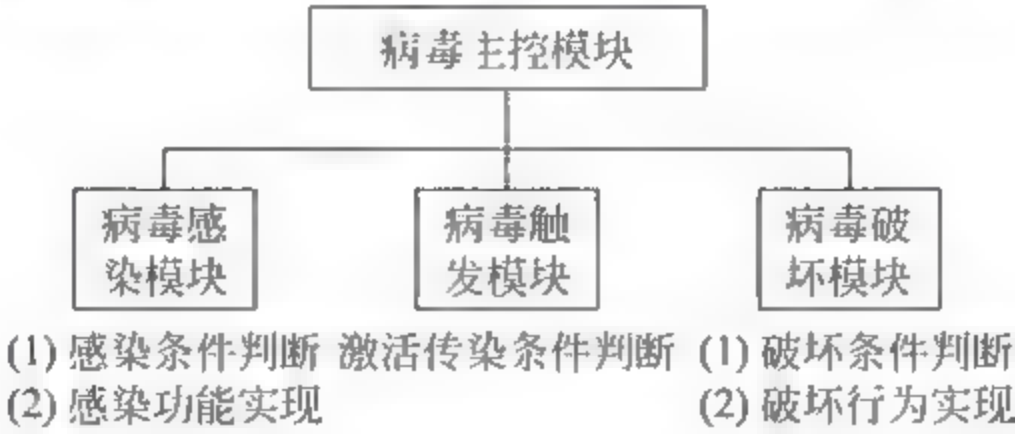 病毒主控模块
病毒感
染模块
病毒触
发模块
病毒破
坏模块
(1) 感染条件判断
(2) 感染功能实现
激活传染条件判断
(1) 破坏条件判断
(2) 破坏行为实现